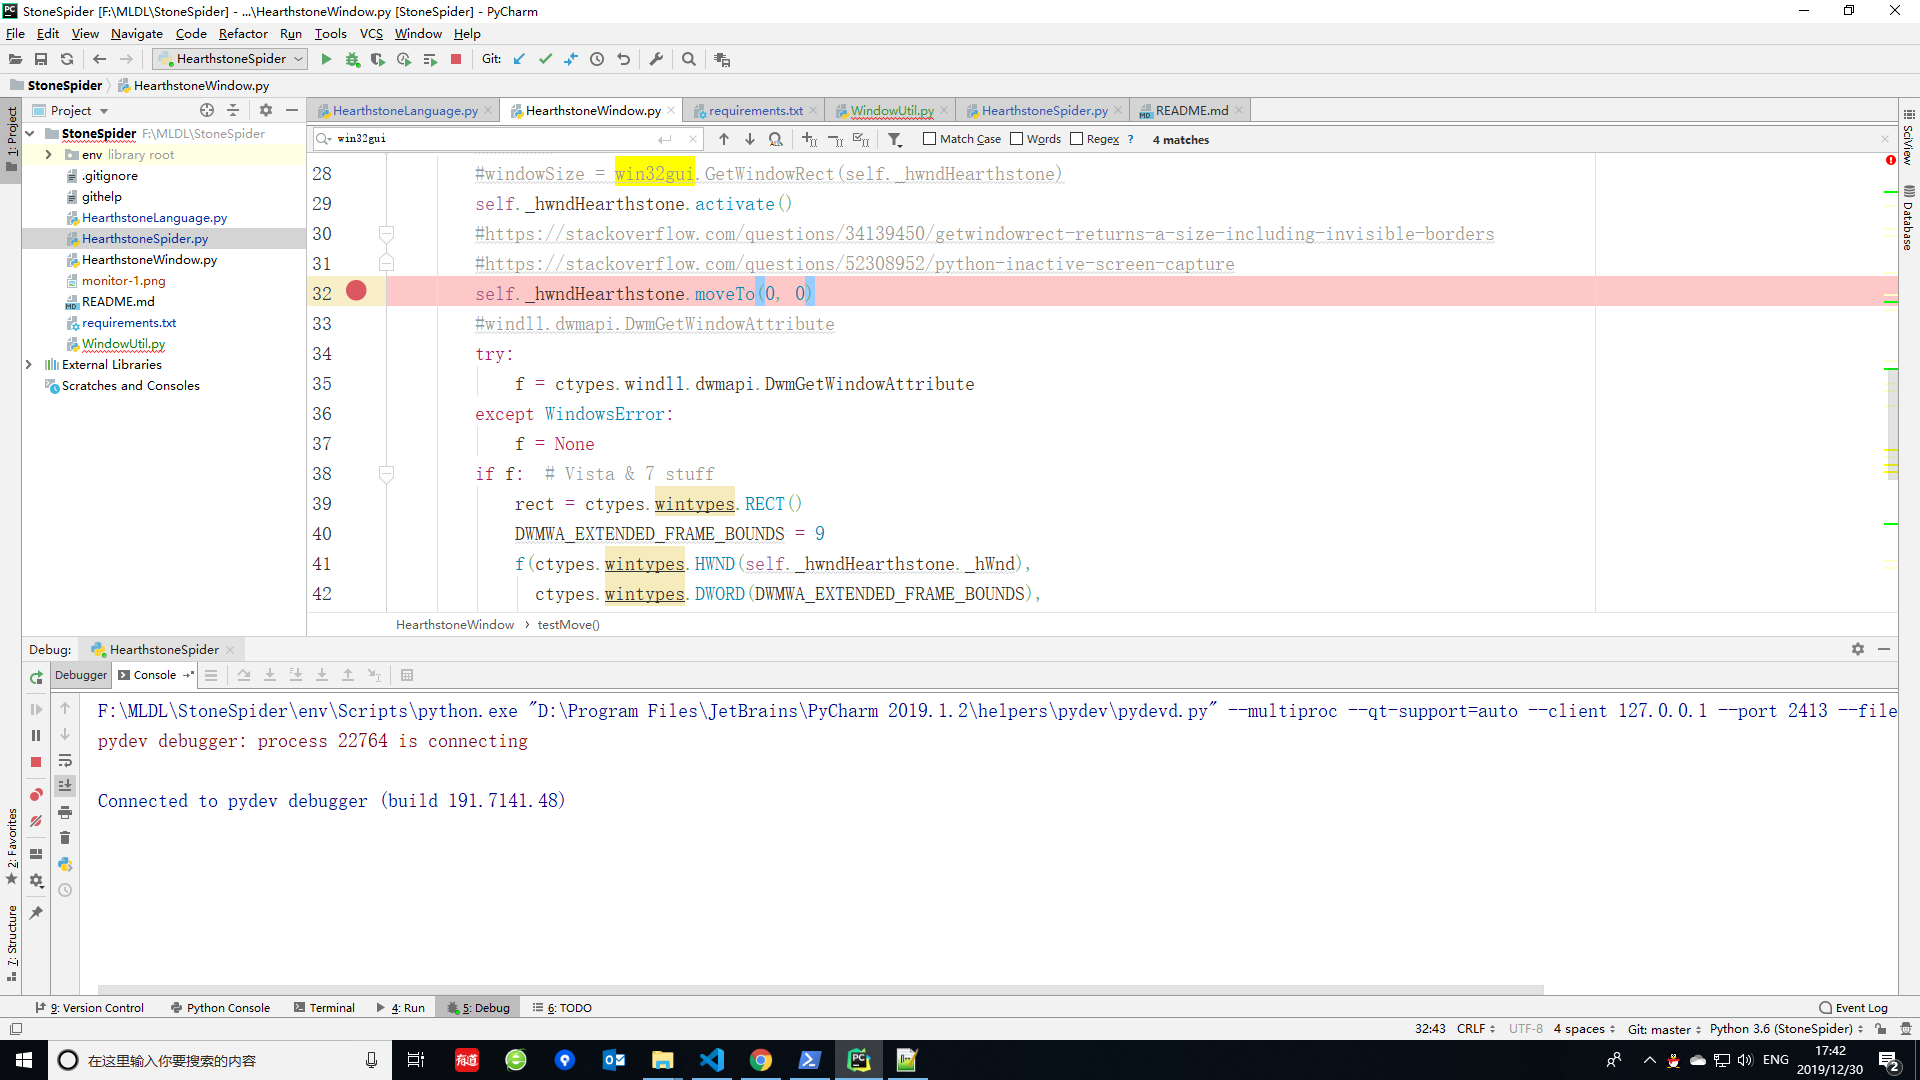 StoneSpider [F:\MLDL\StoneSpider] - ...\HearthstoneWindow.py [StoneSpider] - PyCharm
File Edit View Navigate Code Refactor Run Tools VCS Window Help
HearthstoneSpider Git:
StoneSpider HearthstoneWindow.py
Project
HearthstoneLanguage.py HearthstoneWindow.py requirements.txt WindowUtil.py HearthstoneSpider.py README.md
win32gui Match Case Words Regex ? 4 matches
1: Project
StoneSpider F:\MLDL\StoneSpider
env library root
.gitignore
githelp
HearthstoneLanguage.py
HearthstoneSpider.py
HearthstoneWindow.py
monitor-1.png
README.md
requirements.txt
WindowUtil.py
External Libraries
Scratches and Consoles
28 #windowSize = win32gui.GetWindowRect(self._hwndHearthstone)
29 self._hwndHearthstone.activate()
30 #https://stackoverflow.com/questions/34139450/getwindowrect-returns-a-size-including-invisible-borders
31 #https://stackoverflow.com/questions/52308952/python-inactive-screen-capture
32 self._hwndHearthstone.moveTo(0, 0)
33 #windll.dwmapi.DwmGetWindowAttribute
34 try:
35 f = ctypes.windll.dwmapi.DwmGetWindowAttribute
36 except WindowsError:
37 f = None
38 if f:  # Vista & 7 stuff
39 rect = ctypes.wintypes.RECT()
40 DWMWA_EXTENDED_FRAME_BOUNDS = 9
41 f(ctypes.wintypes.HWND(self._hwndHearthstone._hWnd),
42 ctypes.wintypes.DWORD(DWMWA_EXTENDED_FRAME_BOUNDS),
SciView
Database
HearthstoneWindow › testMove()
Debug: HearthstoneSpider
Debugger Console
F:\MLDL\StoneSpider\env\Scripts\python.exe "D:\Program Files\JetBrains\PyCharm 2019.1.2\helpers\pydev\pydevd.py" --multiproc --qt-support=auto --client 127.0.0.1 --port 2413 --file
pydev debugger: process 22764 is connecting
Connected to pydev debugger (build 191.7141.48)
2: Favorites
7: Structure
9: Version Control Python Console Terminal 4: Run 5: Debug 6: TODO Event Log
32:43 CRLF UTF-8 4 spaces Git: master Python 3.6 (StoneSpider)
在这里输入你要搜索的内容
有道
PC
ENG
17:42
2019/12/30
2